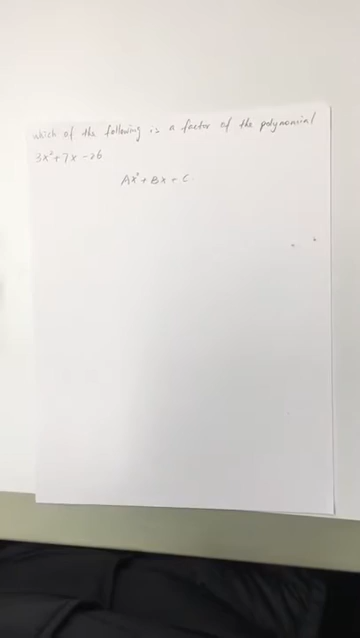 which of the following is a factor of the polynomial
3x²+7x-26
Ax²+Bx+C.